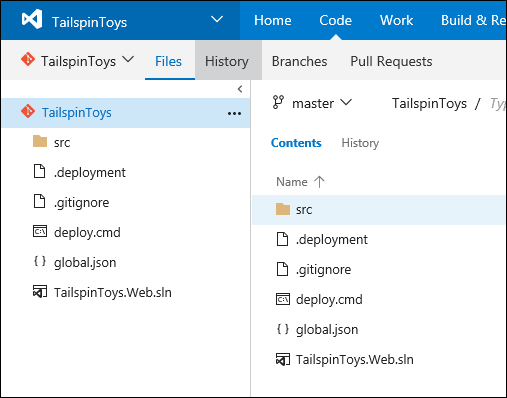 TailspinToys Home Code Work Build & Re
TailspinToys Files History Branches Pull Requests
TailspinToys
src
.deployment
.gitignore
deploy.cmd
global.json
TailspinToys.Web.sln
master TailspinToys / Typ
Contents History
Name
src
.deployment
.gitignore
deploy.cmd
global.json
TailspinToys.Web.sln